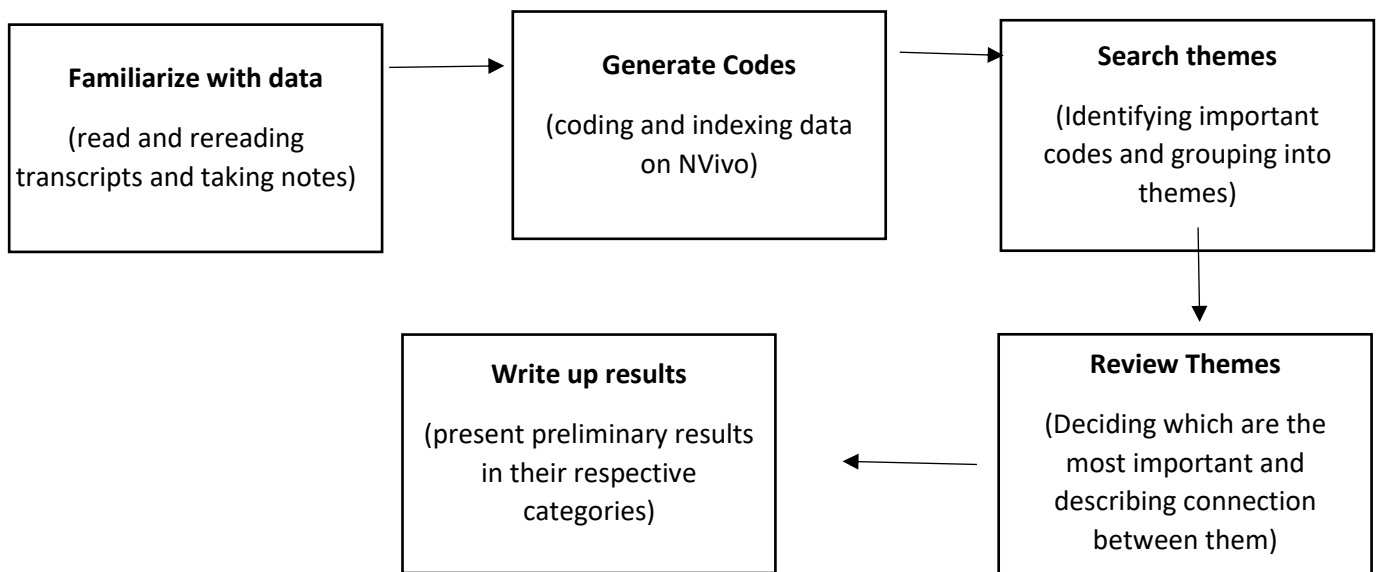 Familiarize with data
(read and rereading
transcripts and taking notes)
Generate Codes
(coding and indexing data
on NVivo)
Search themes
(Identifying important
codes and grouping into
themes)
Review Themes
(Deciding which are the
most important and
describing connection
between them)
Write up results
(present preliminary results
in their respective
categories)